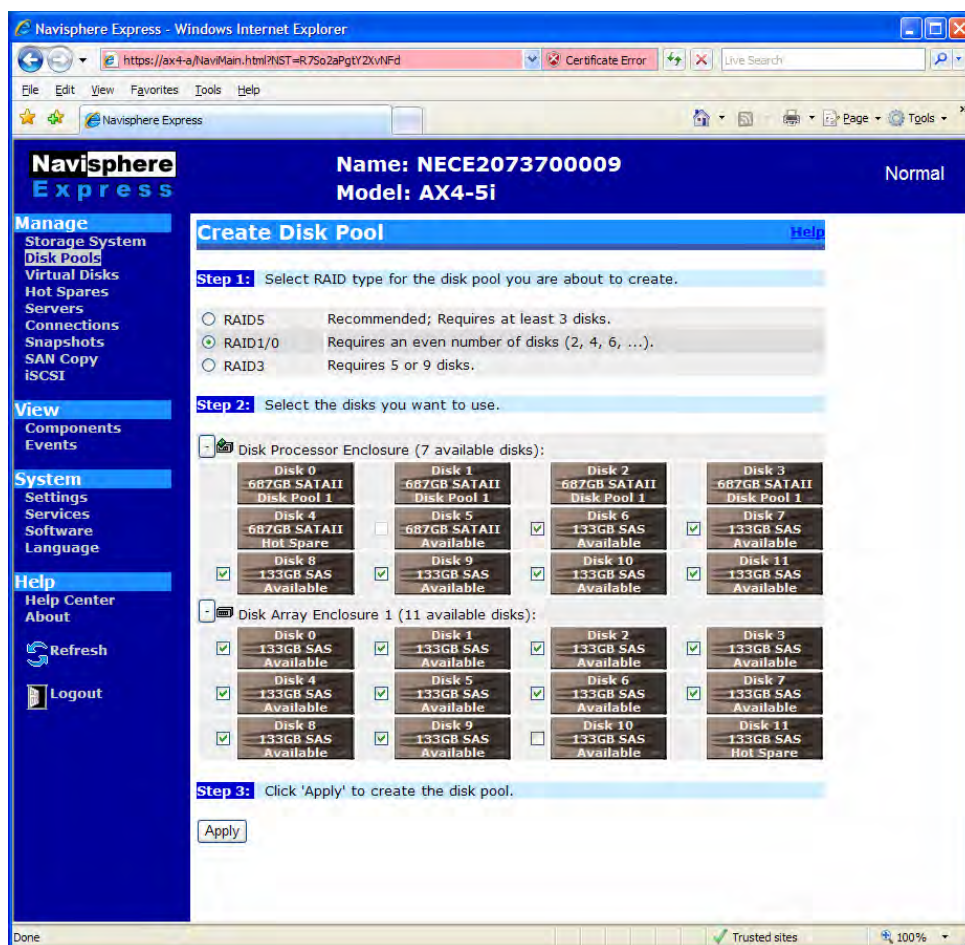 Navisphere Express - Windows Internet Explorer
https://ax4-a/NaviMain.html?NST=R7So2aPgtY2XvNFd
Certificate Error
Live Search
File Edit View Favorites Tools Help
Navisphere Express
Page Tools
Navisphere
Express
Name: NECE2073700009
Model: AX4-5i
Normal
Manage
Storage System
Disk Pools
Virtual Disks
Hot Spares
Servers
Connections
Snapshots
SAN Copy
iSCSI
View
Components
Events
System
Settings
Services
Software
Language
Help
Help Center
About
Refresh
Logout
Create Disk Pool Help
Step 1: Select RAID type for the disk pool you are about to create.
RAID5 Recommended; Requires at least 3 disks.
RAID1/0 Requires an even number of disks (2, 4, 6, ...).
RAID3 Requires 5 or 9 disks.
Step 2: Select the disks you want to use.
- Disk Processor Enclosure (7 available disks):
Disk 0 Disk 1 Disk 2 Disk 3
687GB SATAII 687GB SATAII 687GB SATAII 687GB SATAII
Disk Pool 1 Disk Pool 1 Disk Pool 1 Disk Pool 1
Disk 4 Disk 5 Disk 6 Disk 7
687GB SATAII 687GB SATAII 133GB SAS 133GB SAS
Hot Spare Available Available Available
Disk 8 Disk 9 Disk 10 Disk 11
133GB SAS 133GB SAS 133GB SAS 133GB SAS
Available Available Available Available
- Disk Array Enclosure 1 (11 available disks):
Disk 0 Disk 1 Disk 2 Disk 3
133GB SAS 133GB SAS 133GB SAS 133GB SAS
Available Available Available Available
Disk 4 Disk 5 Disk 6 Disk 7
133GB SAS 133GB SAS 133GB SAS 133GB SAS
Available Available Available Available
Disk 8 Disk 9 Disk 10 Disk 11
133GB SAS 133GB SAS 133GB SAS 133GB SAS
Available Available Available Hot Spare
Step 3: Click 'Apply' to create the disk pool.
Apply
Done
Trusted sites
100%